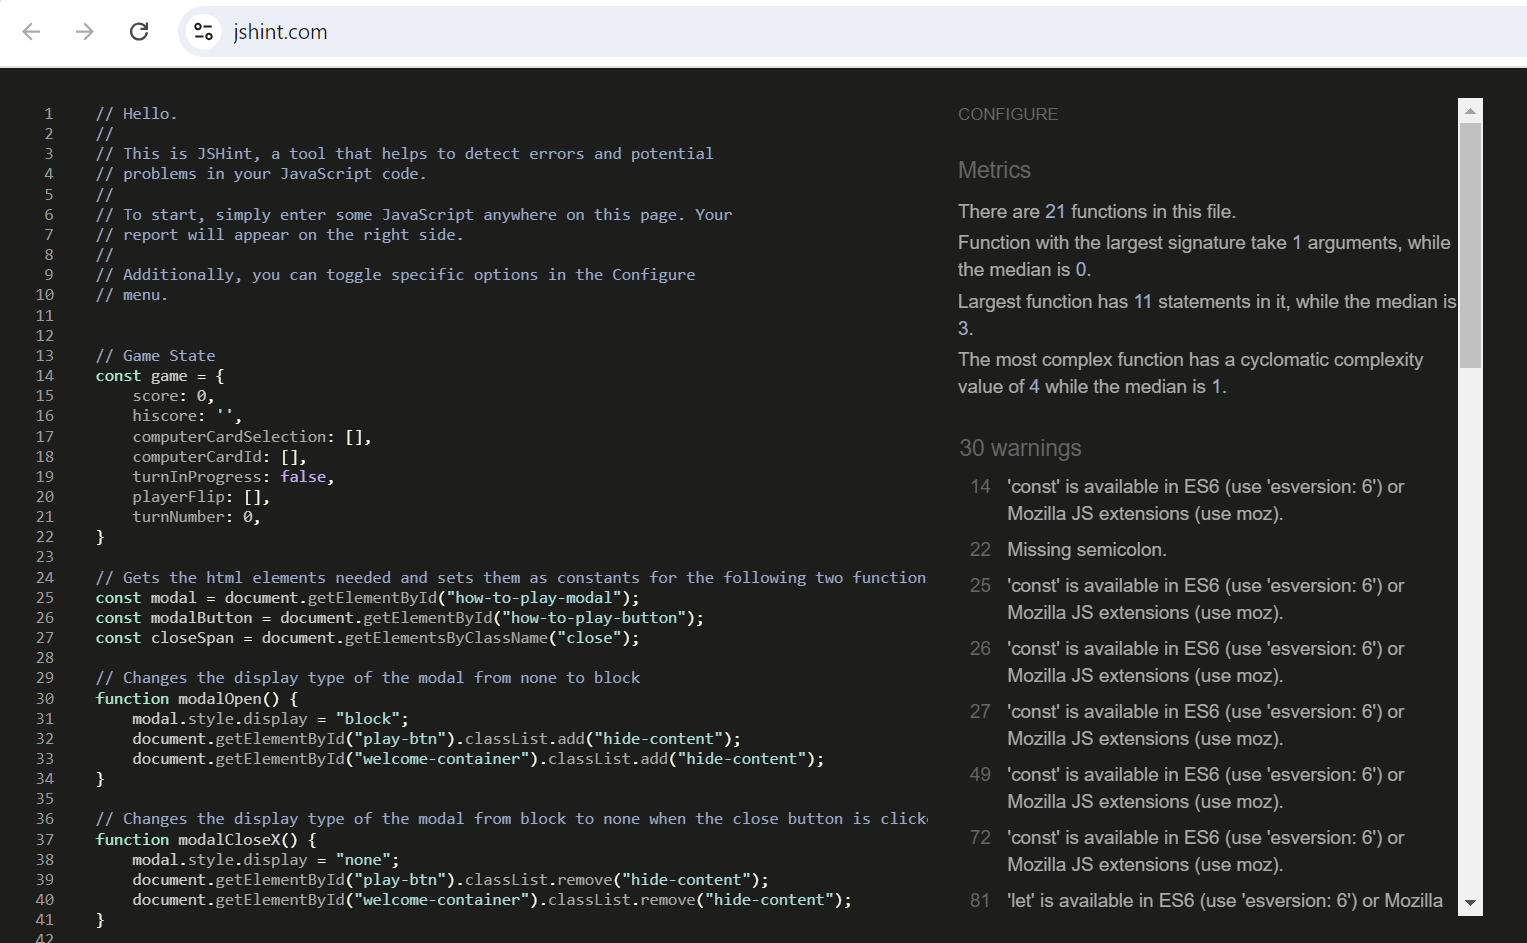 jshint.com
1 // Hello.
2 //
3 // This is JSHint, a tool that helps to detect errors and potential
4 // problems in your JavaScript code.
5 //
6 // To start, simply enter some JavaScript anywhere on this page. Your
7 // report will appear on the right side.
8 //
9 // Additionally, you can toggle specific options in the Configure
10 // menu.
11
12
13 // Game State
14 const game = {
15 score: 0,
16 hiscore: '',
17 computerCardSelection: [],
18 computerCardId: [],
19 turnInProgress: false,
20 playerFlip: [],
21 turnNumber: 0,
22 }
23
24 // Gets the html elements needed and sets them as constants for the following two function
25 const modal = document.getElementById("how-to-play-modal");
26 const modalButton = document.getElementById("how-to-play-button");
27 const closeSpan = document.getElementsByClassName("close");
28
29 // Changes the display type of the modal from none to block
30 function modalOpen() {
31 modal.style.display = "block";
32 document.getElementById("play-btn").classList.add("hide-content");
33 document.getElementById("welcome-container").classList.add("hide-content");
34 }
35
36 // Changes the display type of the modal from block to none when the close button is click
37 function modalCloseX() {
38 modal.style.display = "none";
39 document.getElementById("play-btn").classList.remove("hide-content");
40 document.getElementById("welcome-container").classList.remove("hide-content");
41 }
42
CONFIGURE
Metrics
There are 21 functions in this file.
Function with the largest signature take 1 arguments, while
the median is 0.
Largest function has 11 statements in it, while the median is
3.
The most complex function has a cyclomatic complexity
value of 4 while the median is 1.
30 warnings
14 'const' is available in ES6 (use 'esversion: 6') or
Mozilla JS extensions (use moz).
22 Missing semicolon.
25 'const' is available in ES6 (use 'esversion: 6') or
Mozilla JS extensions (use moz).
26 'const' is available in ES6 (use 'esversion: 6') or
Mozilla JS extensions (use moz).
27 'const' is available in ES6 (use 'esversion: 6') or
Mozilla JS extensions (use moz).
49 'const' is available in ES6 (use 'esversion: 6') or
Mozilla JS extensions (use moz).
72 'const' is available in ES6 (use 'esversion: 6') or
Mozilla JS extensions (use moz).
81 'let' is available in ES6 (use 'esversion: 6') or Mozilla